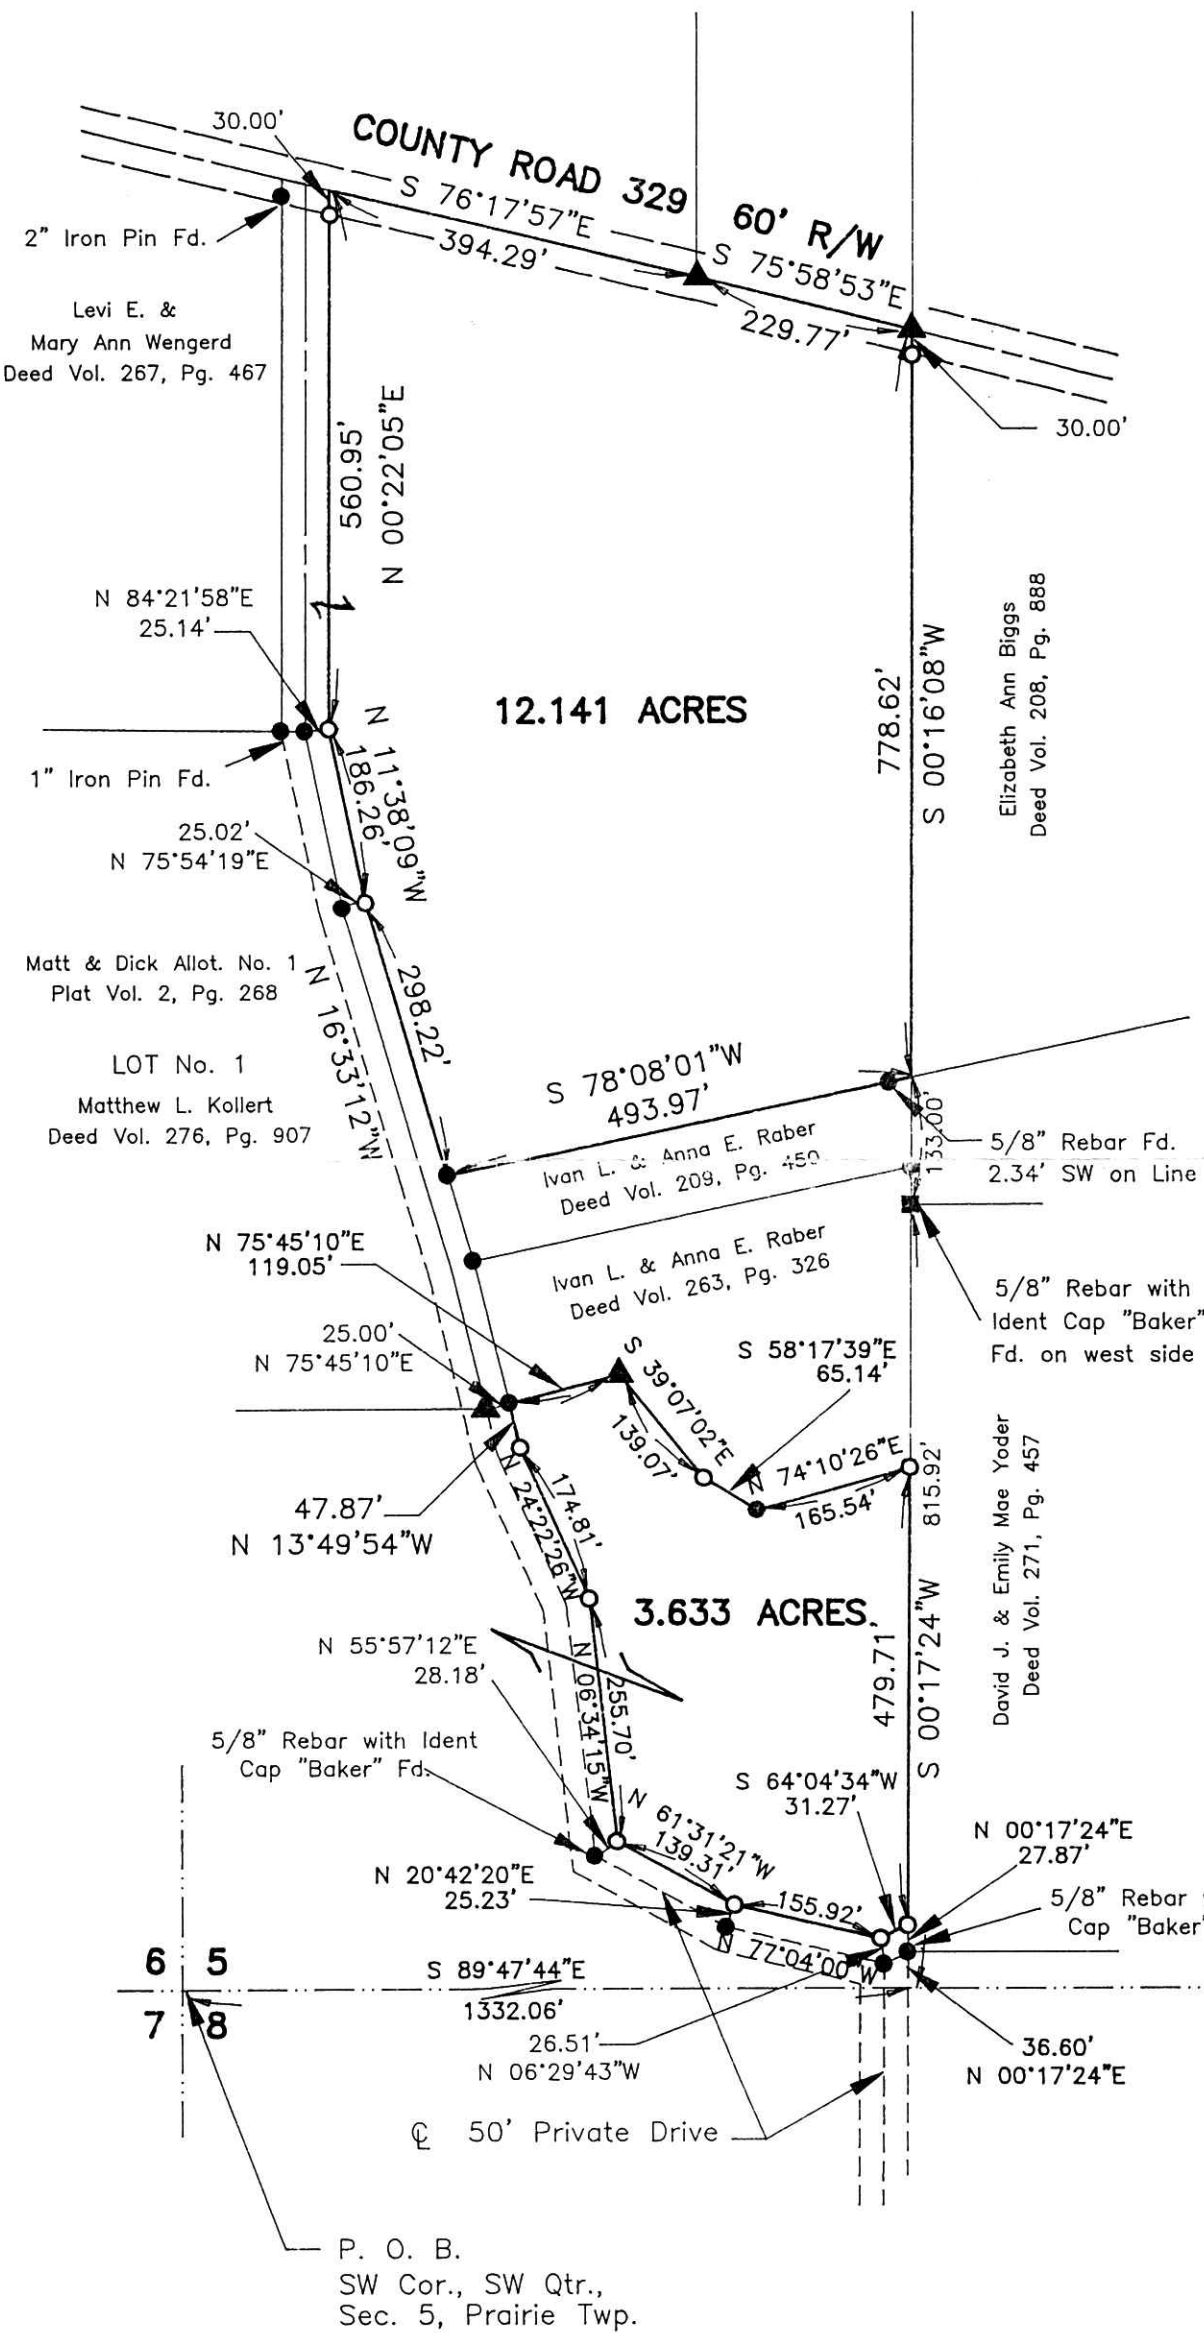 30.00'
COUNTY ROAD 329 60' R/W
S 76°17'57"E
394.29'
S 75°58'53"E
229.77'
30.00'
2" Iron Pin Fd.
Levi E. &
Mary Ann Wengerd
Deed Vol. 267, Pg. 467
560.95'
N 00°22'05"E
N 84°21'58"E
25.14'
12.141 ACRES
778.62'
S 00°16'08"W
Elizabeth Ann Biggs
Deed Vol. 208, Pg. 888
1" Iron Pin Fd.
N 11°38'09"W
186.26'
25.02'
N 75°54'19"E
Matt & Dick Allot. No. 1
Plat Vol. 2, Pg. 268
LOT No. 1
Matthew L. Kollert
Deed Vol. 276, Pg. 907
N 16°33'12"W
298.22'
S 78°08'01"W
493.97'
Ivan L. & Anna E. Raber
Deed Vol. 209, Pg. 450
133.00'
5/8" Rebar Fd.
2.34' SW on Line
Ivan L. & Anna E. Raber
Deed Vol. 263, Pg. 326
5/8" Rebar with
Ident Cap "Baker"
Fd. on west side
N 75°45'10"E
119.05'
25.00'
N 75°45'10"E
S 39°07'02"E
139.07'
S 58°17'39"E
65.14'
N 74°10'26"E
165.54'
815.92'
David J. & Emily Mae Yoder
Deed Vol. 271, Pg. 457
47.87'
N 13°49'54"W
174.81'
N 24°22'26"W
3.633 ACRES
479.71'
S 00°17'24"W
N 55°57'12"E
28.18'
N 06°34'15"W
255.70'
5/8" Rebar with Ident
Cap "Baker" Fd.
N 61°31'21"W
139.31'
S 64°04'34"W
31.27'
N 00°17'24"E
27.87'
N 20°42'20"E
25.23'
155.92'
N 77°04'00"W
5/8" Rebar
Cap "Baker"
6 5
7 8
S 89°47'44"E
1332.06'
26.51'
N 06°29'43"W
36.60'
N 00°17'24"E
℄ 50' Private Drive
P. O. B.
SW Cor., SW Qtr.,
Sec. 5, Prairie Twp.